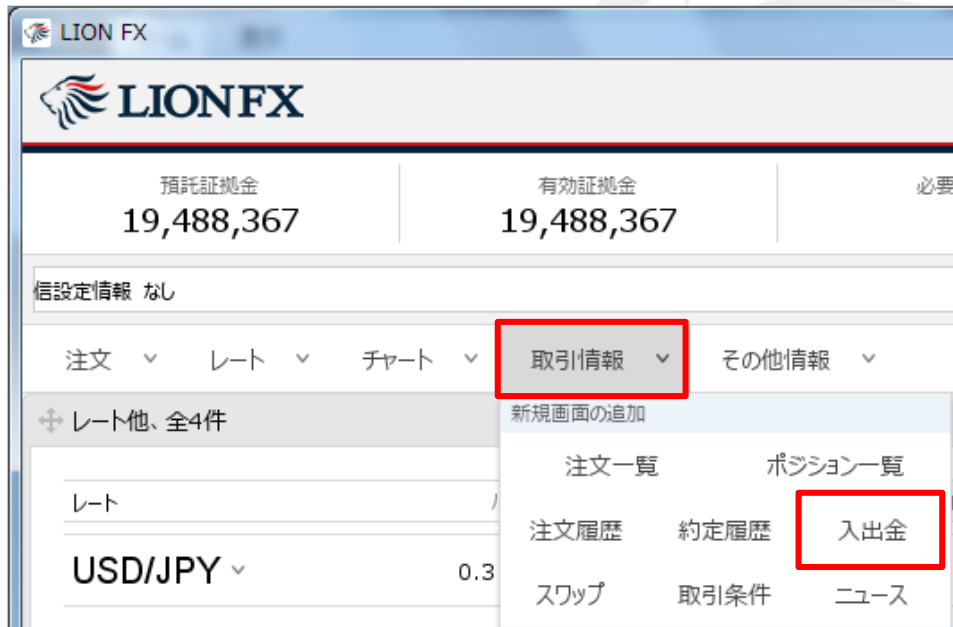 LION FX
LIONFX
預託証拠金 有効証拠金 必要
19,488,367 19,488,367
信設定情報 なし
注文 レート チャート 取引情報 その他情報
レート他、全4件
新規画面の追加
注文一覧 ポジション一覧
レート
注文履歴 約定履歴 入出金
USD/JPY 0.3
スワップ 取引条件 ニュース